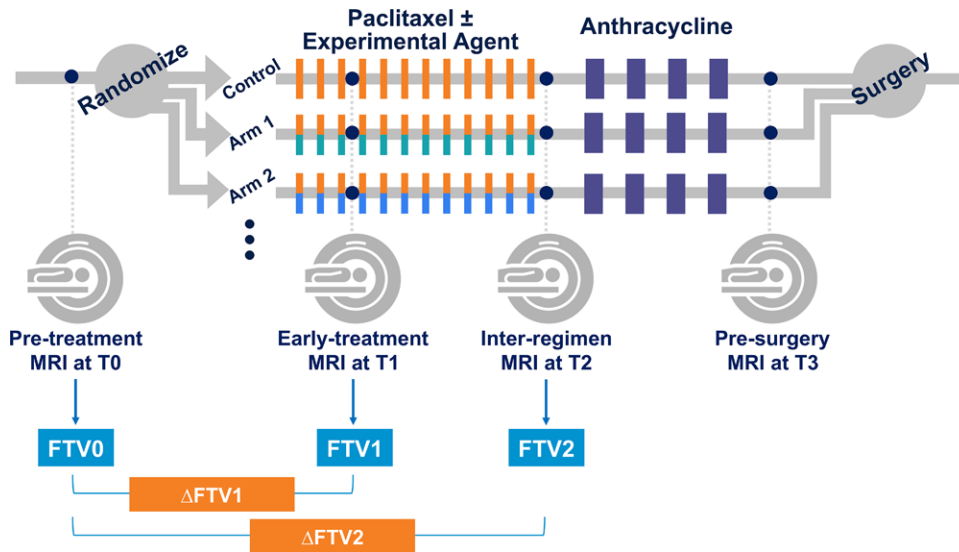 Paclitaxel ±
Experimental Agent
Anthracycline
Randomize
Control
Arm 1
Arm 2
Surgery
Pre-treatment
MRI at T0
Early-treatment
MRI at T1
Inter-regimen
MRI at T2
Pre-surgery
MRI at T3
FTV0
FTV1
FTV2
ΔFTV1
ΔFTV2